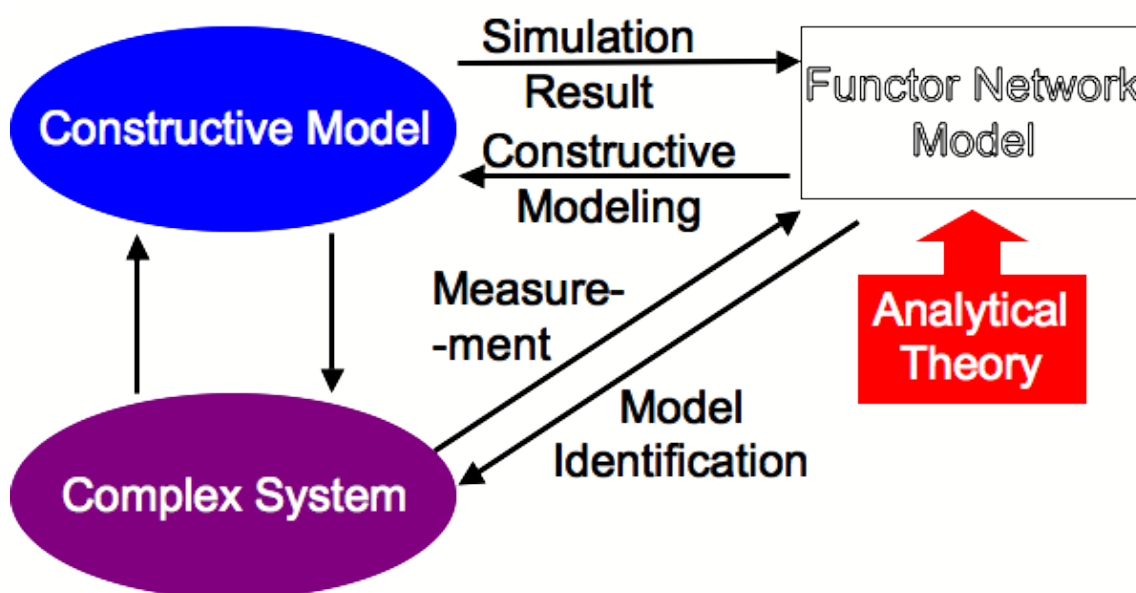 Simulation
Result
Constructive Model
Functor Network
Model
Constructive
Modeling
Measure-
-ment
Analytical
Theory
Model
Identification
Complex System